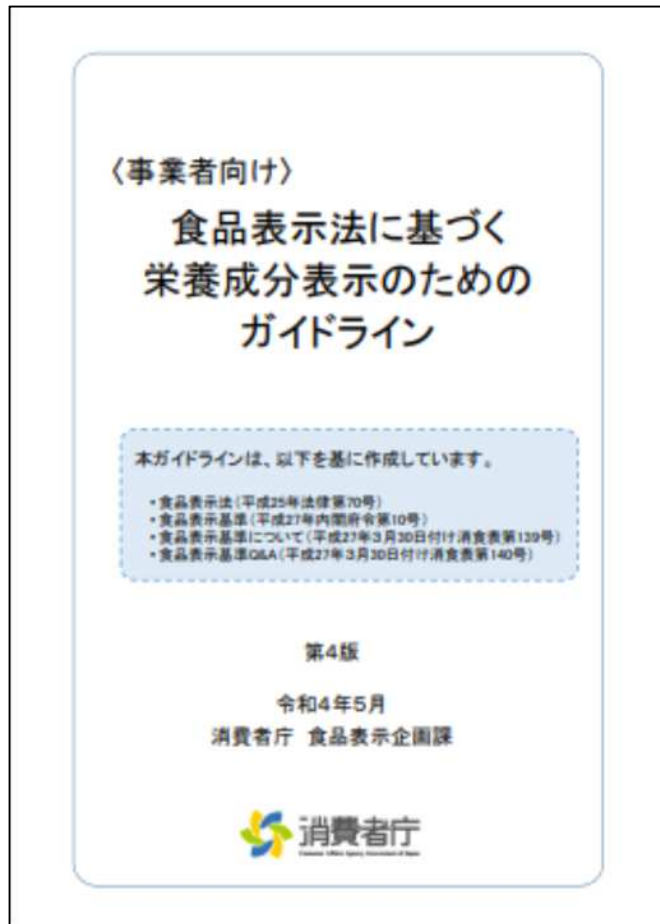 〈事業者向け〉
食品表示法に基づく
栄養成分表示のための
ガイドライン
本ガイドラインは、以下を基に作成しています。
・食品表示法(平成25年法律第70号)
・食品表示基準(平成27年内閣府令第10号)
・食品表示基準について(平成27年3月30日付け消食表第139号)
・食品表示基準Q&A(平成27年3月30日付け消食表第140号)
第4版
令和4年5月
消費者庁 食品表示企画課
消費者庁
Consumer Affairs Agency, Government of Japan